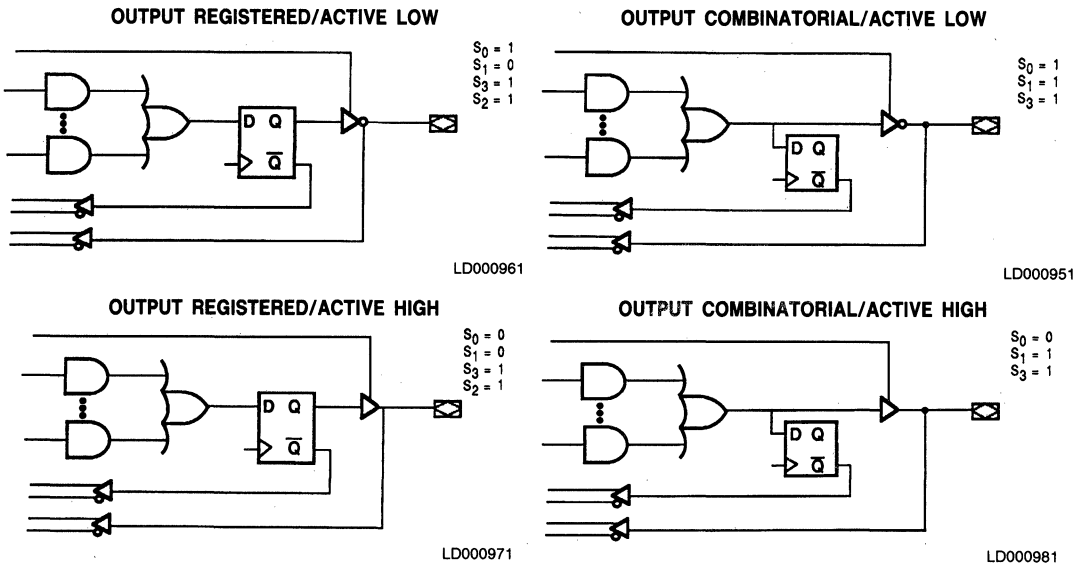 OUTPUT REGISTERED/ACTIVE LOW
S0 = 1
S1 = 0
S3 = 1
S2 = 1
D Q
Q̅
LD000961
OUTPUT COMBINATORIAL/ACTIVE LOW
S0 = 1
S1 = 1
S3 = 1
D Q
Q̅
LD000951
OUTPUT REGISTERED/ACTIVE HIGH
S0 = 0
S1 = 0
S3 = 1
S2 = 1
D Q
Q̅
LD000971
OUTPUT COMBINATORIAL/ACTIVE HIGH
S0 = 0
S1 = 1
S3 = 1
D Q
Q̅
LD000981